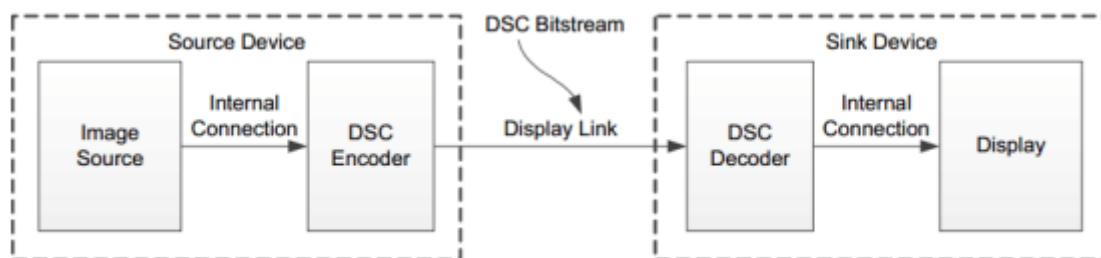 Source Device
DSC Bitstream
Sink Device
Image
Source
Internal
Connection
DSC
Encoder
Display Link
DSC
Decoder
Internal
Connection
Display